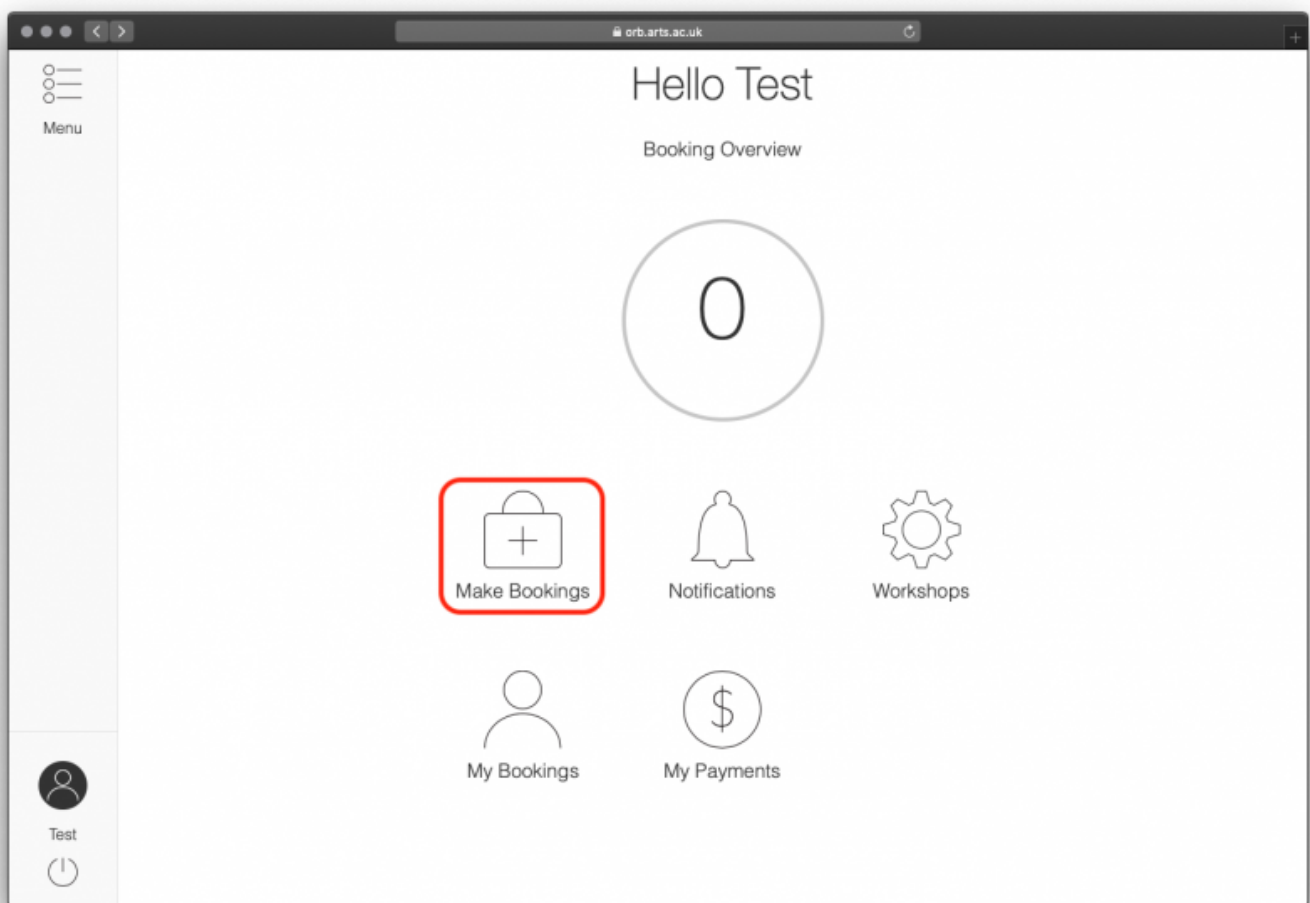 orb.arts.ac.uk
Menu
Hello Test
Booking Overview
0
Make Bookings
Notifications
Workshops
$
My Bookings
My Payments
Test